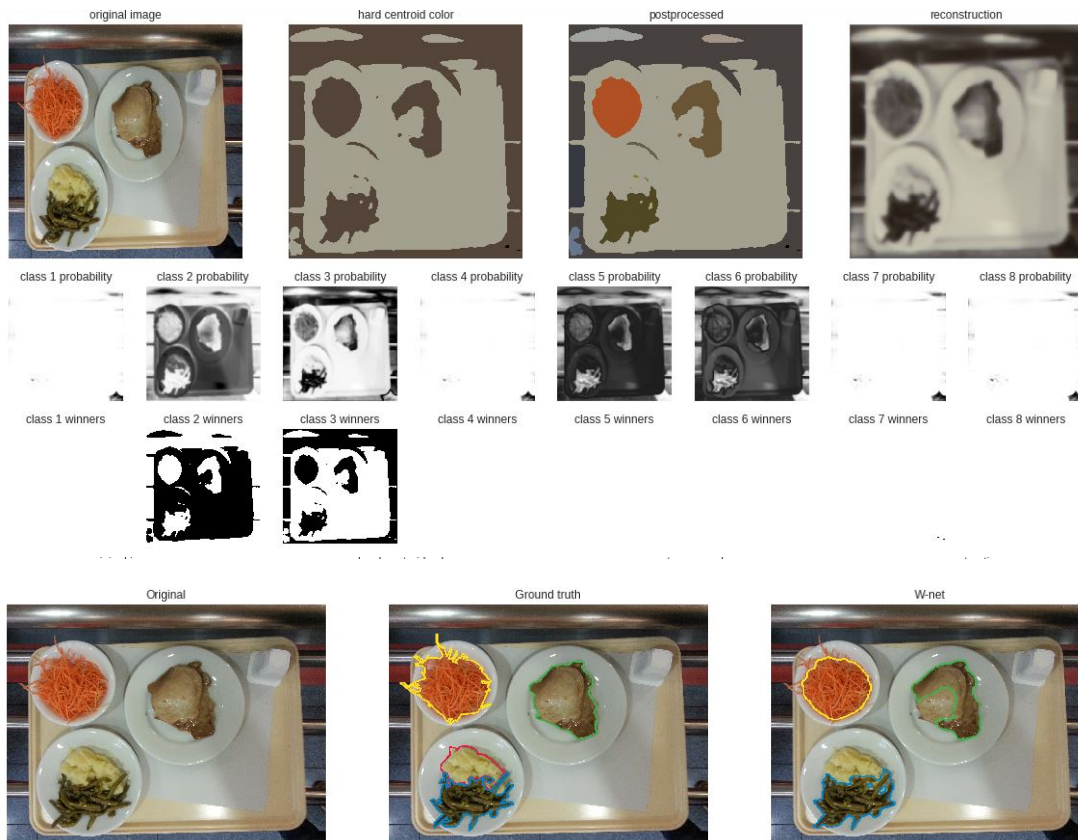 original image
hard centroid color
postprocessed
reconstruction
class 1 probability
class 2 probability
class 3 probability
class 4 probability
class 5 probability
class 6 probability
class 7 probability
class 8 probability
class 1 winners
class 2 winners
class 3 winners
class 4 winners
class 5 winners
class 6 winners
class 7 winners
class 8 winners
Original
Ground truth
W-net